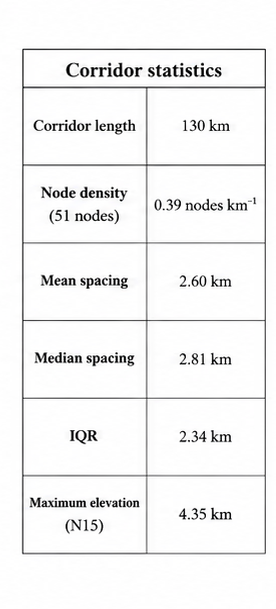 Corridor statistics
Corridor length
130 km
Node density
(51 nodes)
0.39 nodes km⁻¹
Mean spacing
2.60 km
Median spacing
2.81 km
IQR
2.34 km
Maximum elevation
(N15)
4.35 km